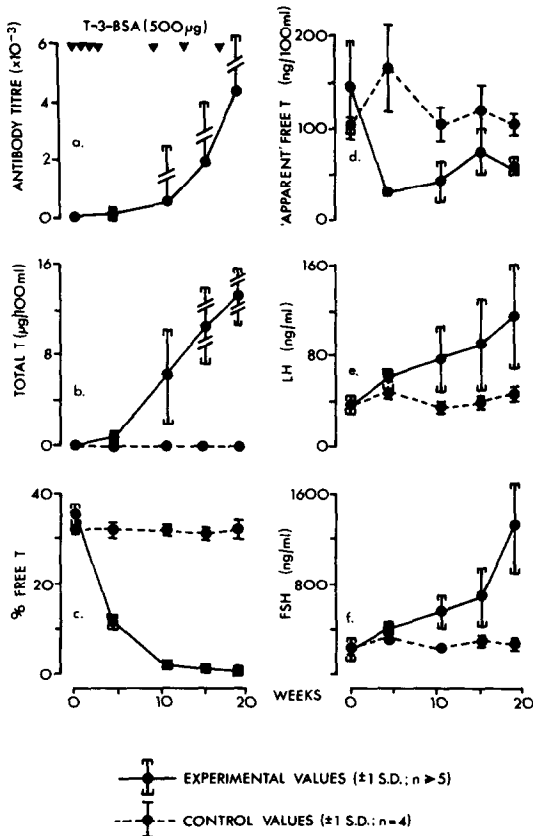 T-3-BSA (500μg)
ANTIBODY TITRE (×10⁻³)
6
4
2
0
a.
'APPARENT' FREE T
(ng/100ml)
200
100
0
d.
TOTAL T (μg/100ml)
16
8
0
b.
LH
(ng/ml)
160
80
0
e.
% FREE T
40
20
0
c.
FSH
(ng/ml)
1600
800
f.
0 10 20
WEEKS
0 10 20
EXPERIMENTAL VALUES (±1 S.D.; n ⩾ 5)
CONTROL VALUES (±1 S.D.; n=4)